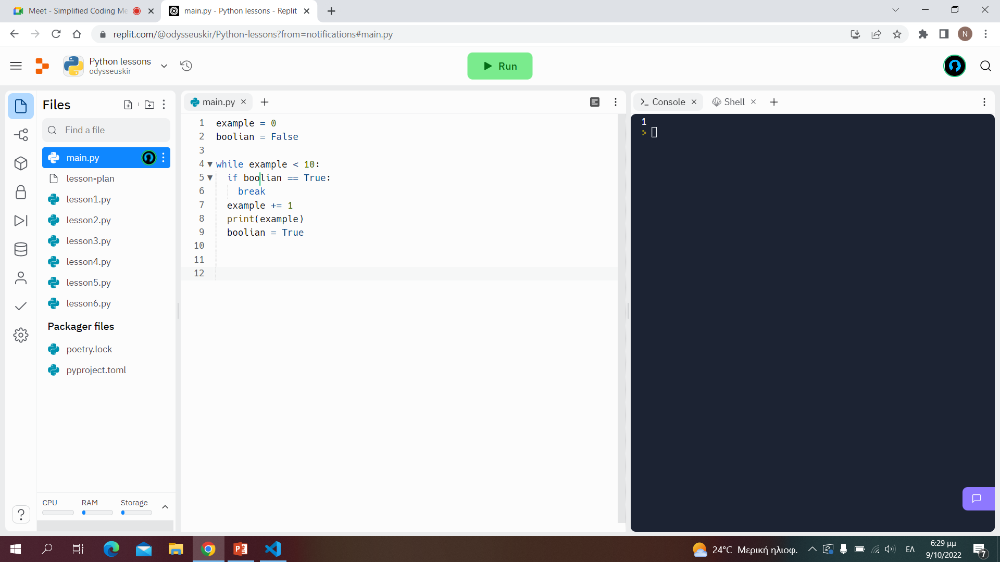 Meet - Simplified Coding Me
main.py - Python lessons - Replit
replit.com/@odysseuskir/Python-lessons?from=notifications#main.py
N
Python lessons
odysseuskir
Run
Files
Find a file
main.py
lesson-plan
lesson1.py
lesson2.py
lesson3.py
lesson4.py
lesson5.py
lesson6.py
Packager files
poetry.lock
pyproject.toml
CPU RAM Storage
?
main.py
1 example = 0
2 boolian = False
3
4 while example < 10:
5 if boolian == True:
6 break
7 example += 1
8 print(example)
9 boolian = True
10
11
12
Console
Shell
1
24°C Μερική ηλιοφ.
ΕΛ
6:29 μμ
9/10/2022
7